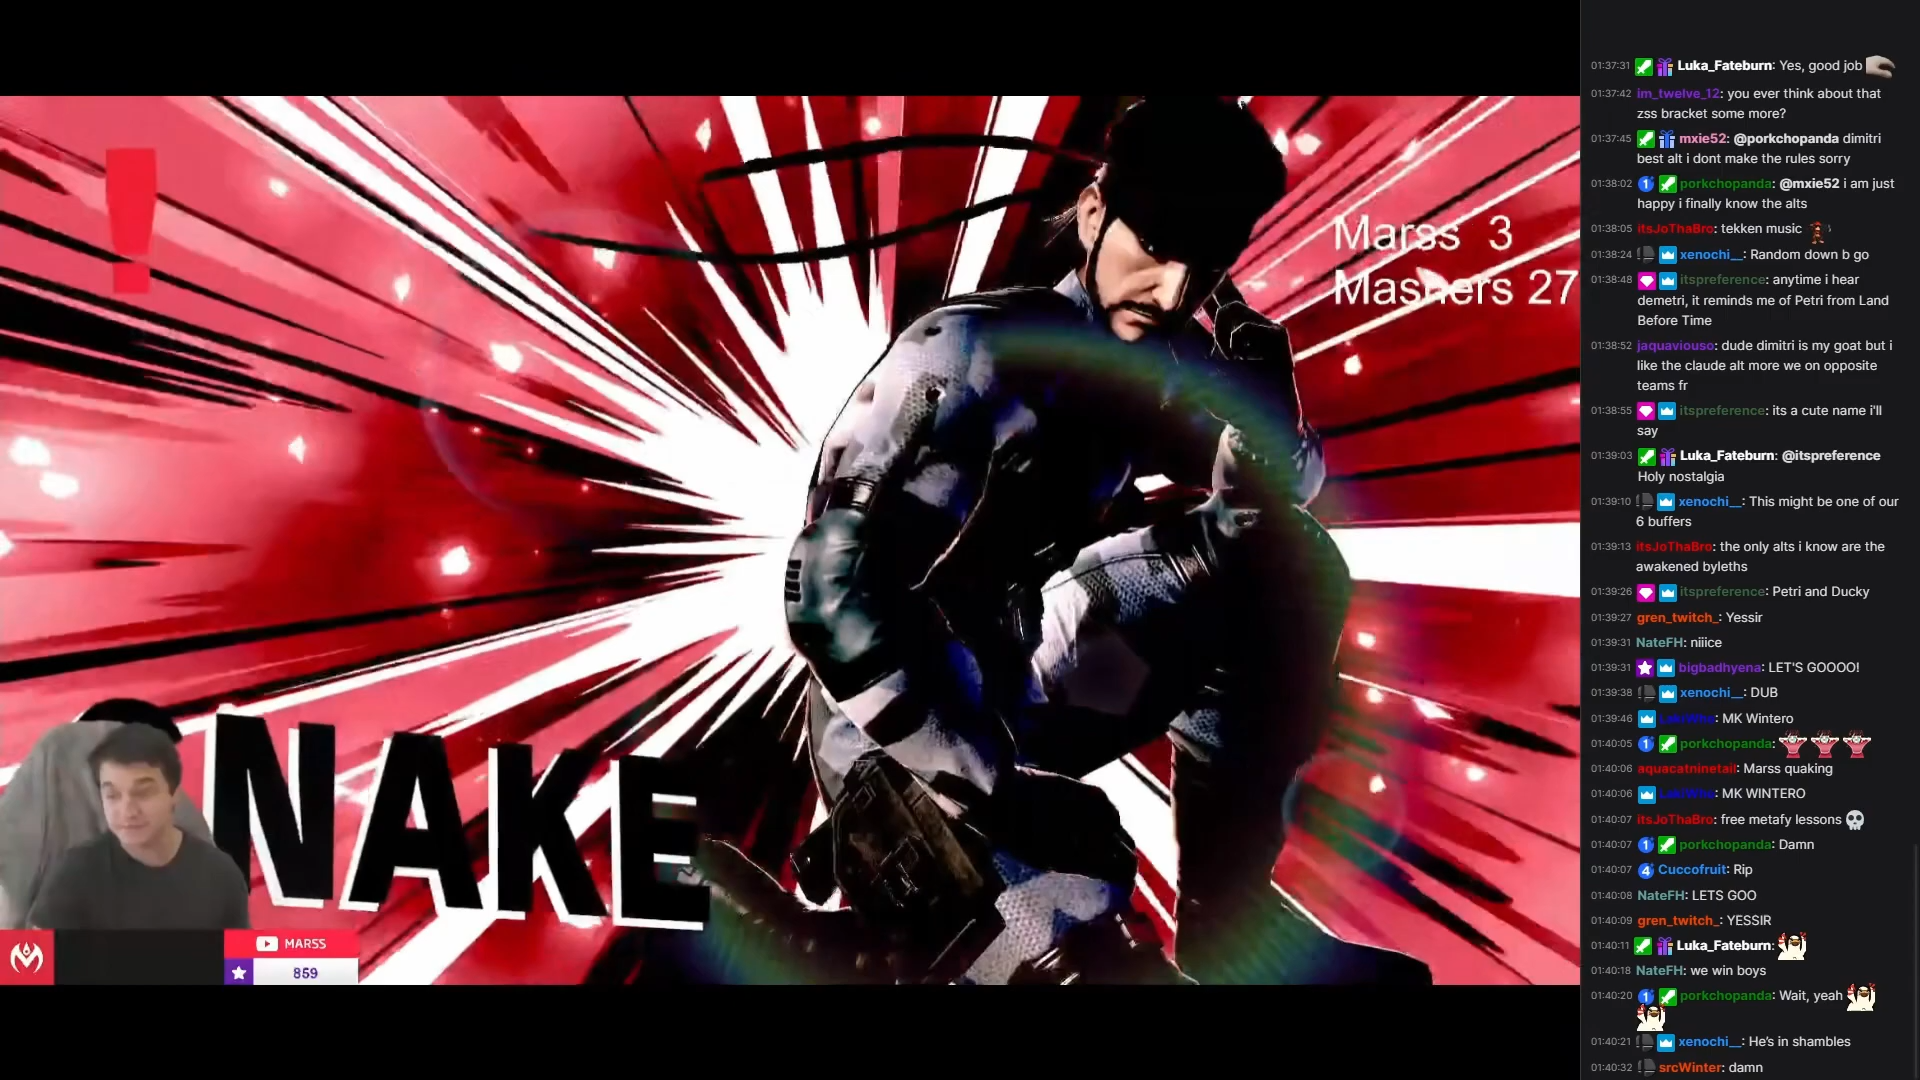 Marss 3
Mashers 27
NAKE
MARSS
859
01:37:31 Luka_Fateburn: Yes, good job
01:37:42 im_twelve_12: you ever think about that
zss bracket some more?
01:37:45 mxie52: @porkchopanda dimitri
best alt i dont make the rules sorry
01:38:02 1 porkchopanda: @mxie52 i am just
happy i finally know the alts
01:38:05 itsJoThaBro: tekken music
01:38:24 xenochi__: Random down b go
01:38:48 itspreference: anytime i hear
demetri, it reminds me of Petri from Land
Before Time
01:38:52 jaquaviouso: dude dimitri is my goat but i
like the claude alt more we on opposite
teams fr
01:38:55 itspreference: its a cute name i'll
say
01:39:03 Luka_Fateburn: @itspreference
Holy nostalgia
01:39:10 xenochi__: This might be one of our
6 buffers
01:39:13 itsJoThaBro: the only alts i know are the
awakened byleths
01:39:26 itspreference: Petri and Ducky
01:39:27 gren_twitch_: Yessir
01:39:31 NateFH: niiice
01:39:31 bigbadhyena: LET'S GOOOO!
01:39:38 xenochi__: DUB
01:39:46 : MK Wintero
01:40:05 1 porkchopanda:
01:40:06 aquacatninetail: Marss quaking
01:40:06 : MK WINTERO
01:40:07 itsJoThaBro: free metafy lessons
01:40:07 1 porkchopanda: Damn
01:40:07 4 Cuccofruit: Rip
01:40:08 NateFH: LETS GOO
01:40:09 gren_twitch_: YESSIR
01:40:11 Luka_Fateburn:
01:40:18 NateFH: we win boys
01:40:20 1 porkchopanda: Wait, yeah
01:40:21 xenochi__: He's in shambles
01:40:32 srcWinter: damn